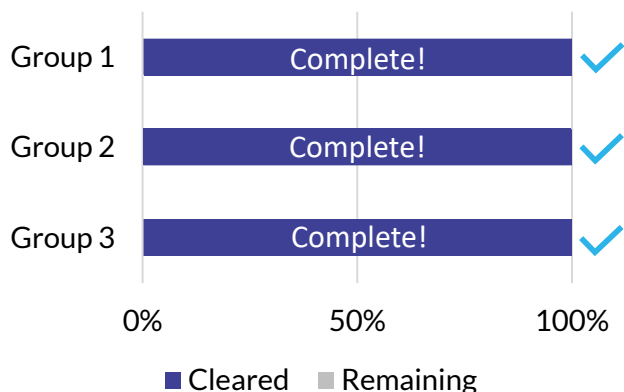 Group 1 Complete!
Group 2 Complete!
Group 3 Complete!
0% 50% 100%
Cleared Remaining